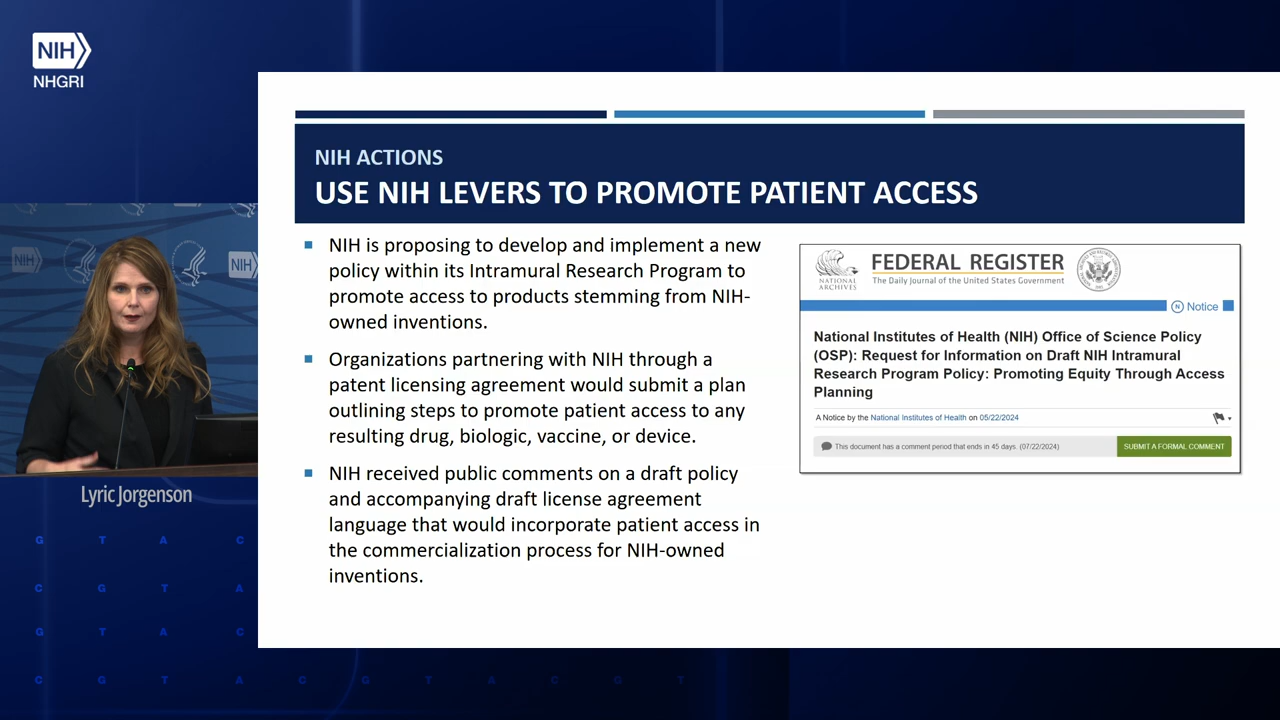 NIH
NHGRI
NIH ACTIONS
USE NIH LEVERS TO PROMOTE PATIENT ACCESS
NIH is proposing to develop and implement a new
policy within its Intramural Research Program to
promote access to products stemming from NIH-
owned inventions.
Organizations partnering with NIH through a
patent licensing agreement would submit a plan
outlining steps to promote patient access to any
resulting drug, biologic, vaccine, or device.
NIH received public comments on a draft policy
and accompanying draft license agreement
language that would incorporate patient access in
the commercialization process for NIH-owned
inventions.
NATIONAL
ARCHIVES
FEDERAL REGISTER
The Daily Journal of the United States Government
N Notice
National Institutes of Health (NIH) Office of Science Policy
(OSP): Request for Information on Draft NIH Intramural
Research Program Policy: Promoting Equity Through Access
Planning
A Notice by the National Institutes of Health on 05/22/2024
This document has a comment period that ends in 45 days. (07/22/2024)
SUBMIT A FORMAL COMMENT
NIH
NIH
Lyric Jorgenson
G T A C
C G T A
G T A C
C G T A C G T A C G T